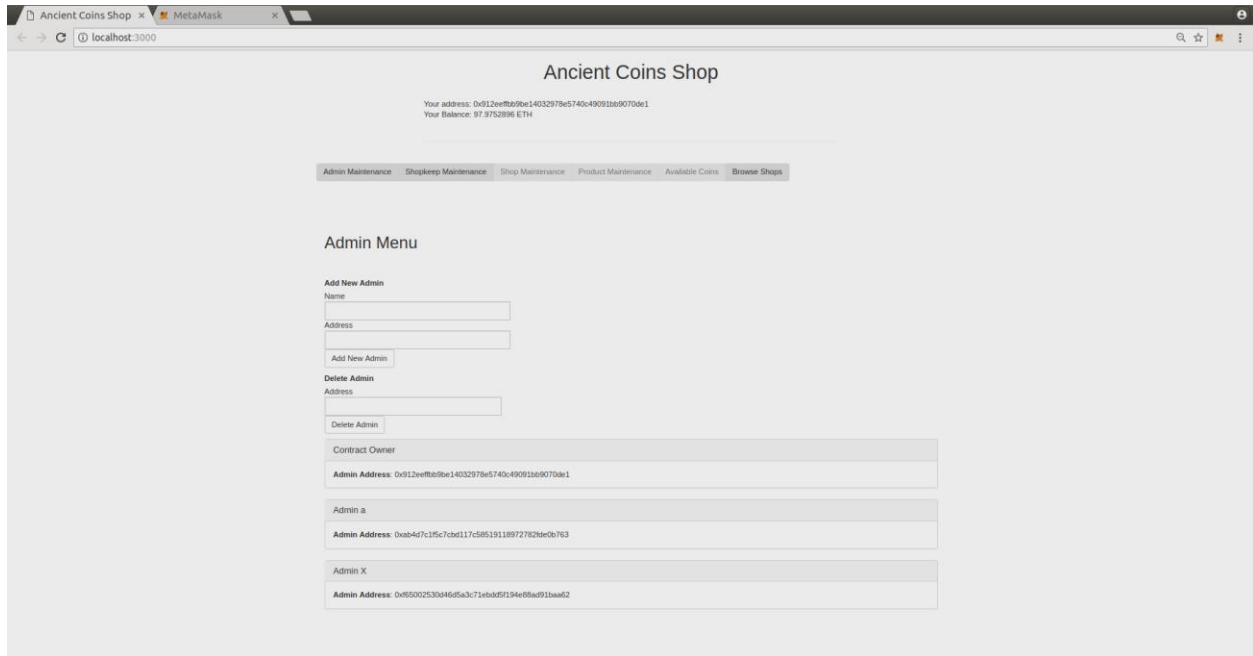 Ancient Coins Shop
MetaMask
localhost:3000
Ancient Coins Shop
Your address: 0x912eeffbb9be14032978e5740c49091bb9070de1
Your Balance: 97.9752896 ETH
Admin Maintenance Shopkeep Maintenance Shop Maintenance Product Maintenance Available Coins Browse Shops
Admin Menu
Add New Admin
Name
Address
Add New Admin
Delete Admin
Address
Delete Admin
Contract Owner
Admin Address: 0x912eeffbb9be14032978e5740c49091bb9070de1
Admin a
Admin Address: 0xab4d7c1f5c7cbd117c58519118972782fde0b763
Admin X
Admin Address: 0xf65002530d46d5a3c71ebdd5f194e88ad91baa62